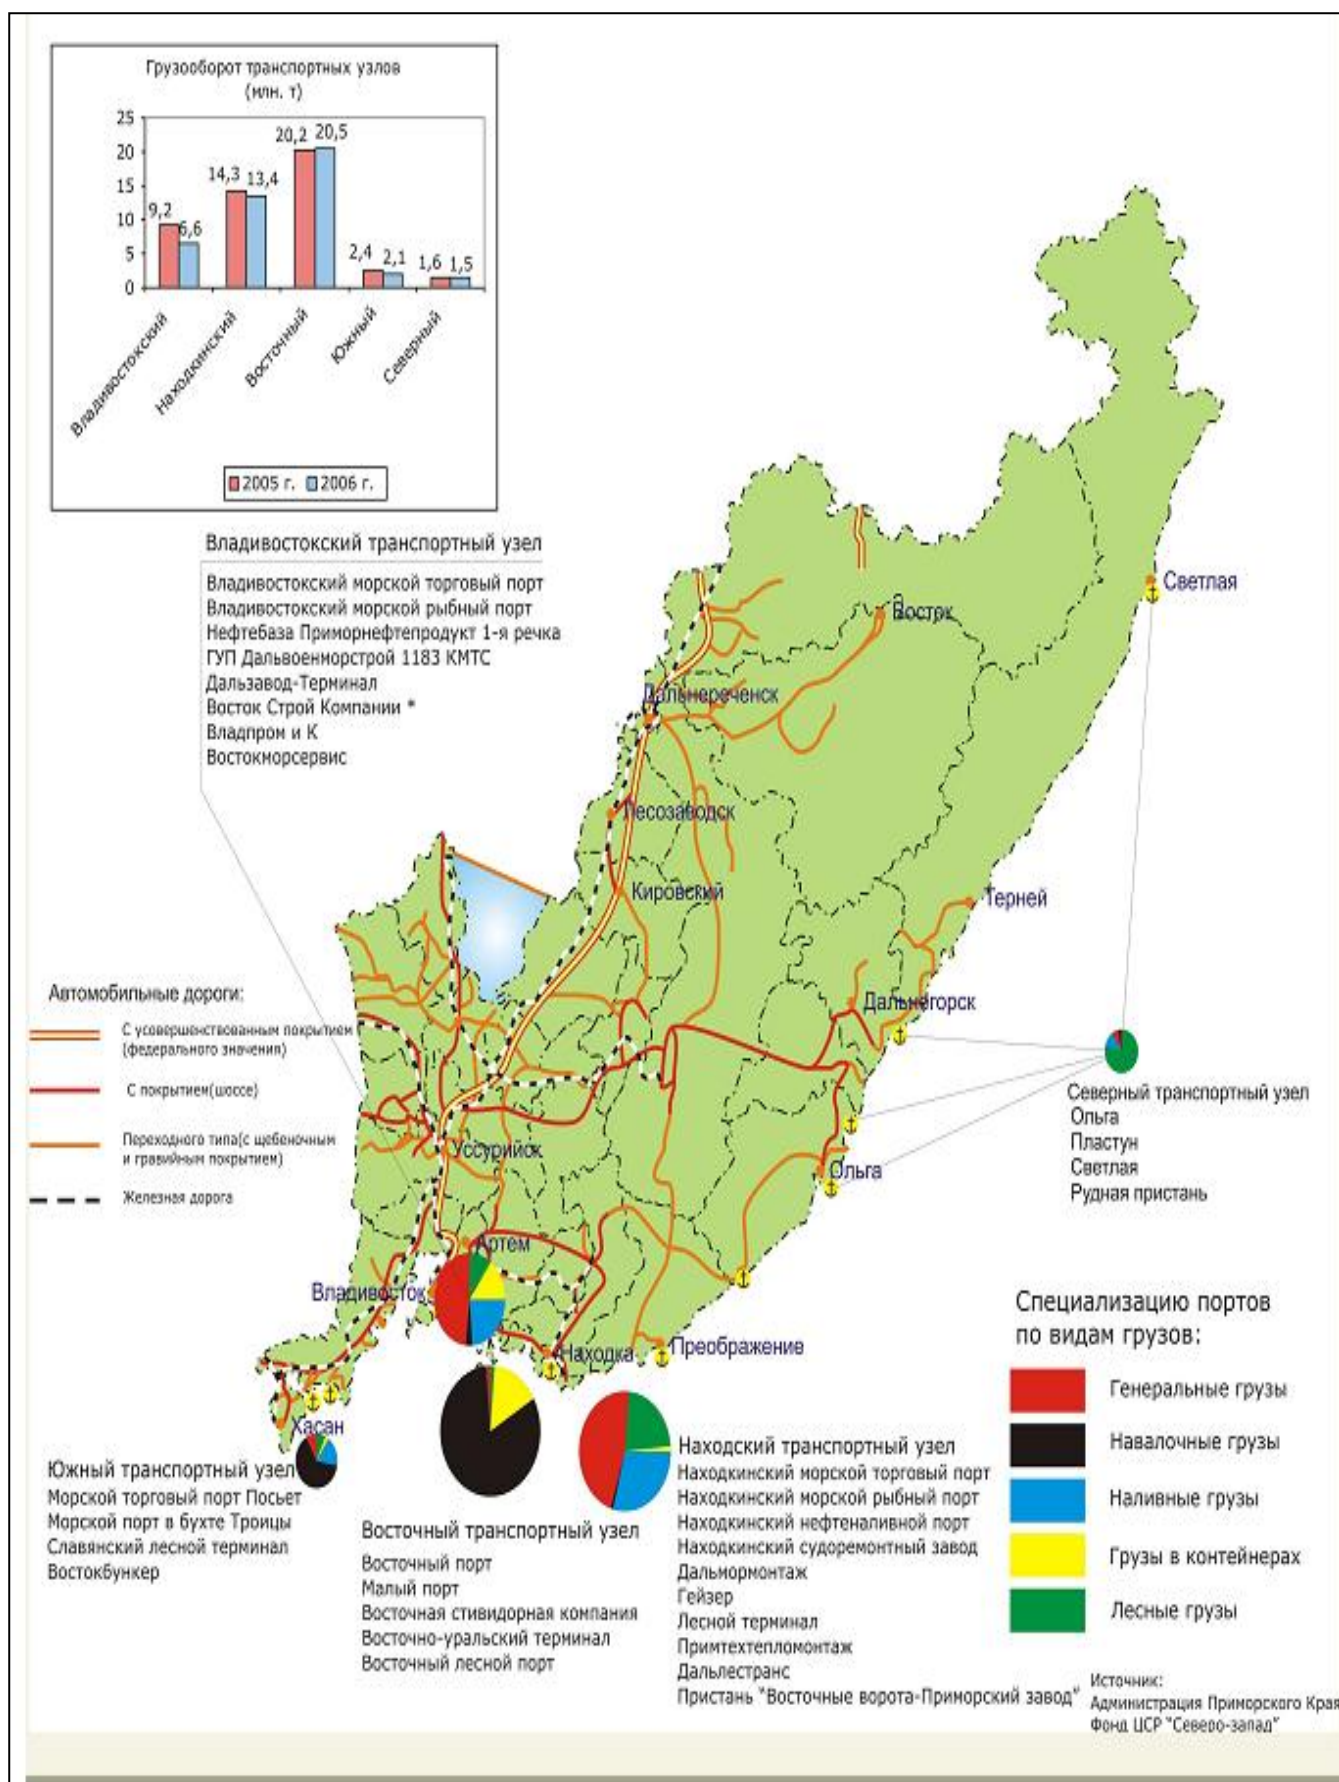 Грузооборот транспортных узлов
(млн. т)
25
20
15
10
5
0
9,2
6,6
14,3
13,4
20,2
20,5
2,4
2,1
1,6
1,5
Владивостокский
Находкинский
Восточный
Южный
Северный
2005 г.
2006 г.
Владивостокский транспортный узел
Владивостокский морской торговый порт
Владивостокский морской рыбный порт
Нефтебаза Приморнефтепродукт 1-я речка
ГУП Дальвоенморстрой 1183 КМТС
Дальзавод-Терминал
Восток Строй Компании *
Владпром и К
Востокморсервис
Светлая
Восток
Дальнереченск
Лесозаводск
Кировский
Терней
Дальнегорск
Уссурийск
Ольга
Артем
Владивосток
Находка
Преображение
Хасан
Автомобильные дороги:
С усовершенствованным покрытием
(федерального значения)
С покрытием(шоссе)
Переходного типа(с щебеночным
и гравийным покрытием)
Железная дорога
Северный транспортный узел
Ольга
Пластун
Светлая
Рудная пристань
Южный транспортный узел
Морской торговый порт Посьет
Морской порт в бухте Троицы
Славянский лесной терминал
Востокбункер
Восточный транспортный узел
Восточный порт
Малый порт
Восточная стивидорная компания
Восточно-уральский терминал
Восточный лесной порт
Находский транспортный узел
Находкинский морской торговый порт
Находкинский морской рыбный порт
Находкинский нефтеналивной порт
Находкинский судоремонтный завод
Дальмормонтаж
Гейзер
Лесной терминал
Примтехтепломонтаж
Дальлестранс
Пристань "Восточные ворота-Приморский завод"
Специализацию портов
по видам грузов:
Генеральные грузы
Навалочные грузы
Наливные грузы
Грузы в контейнерах
Лесные грузы
Источник:
Администрация Приморского Края
Фонд ЦСР "Северо-запад"